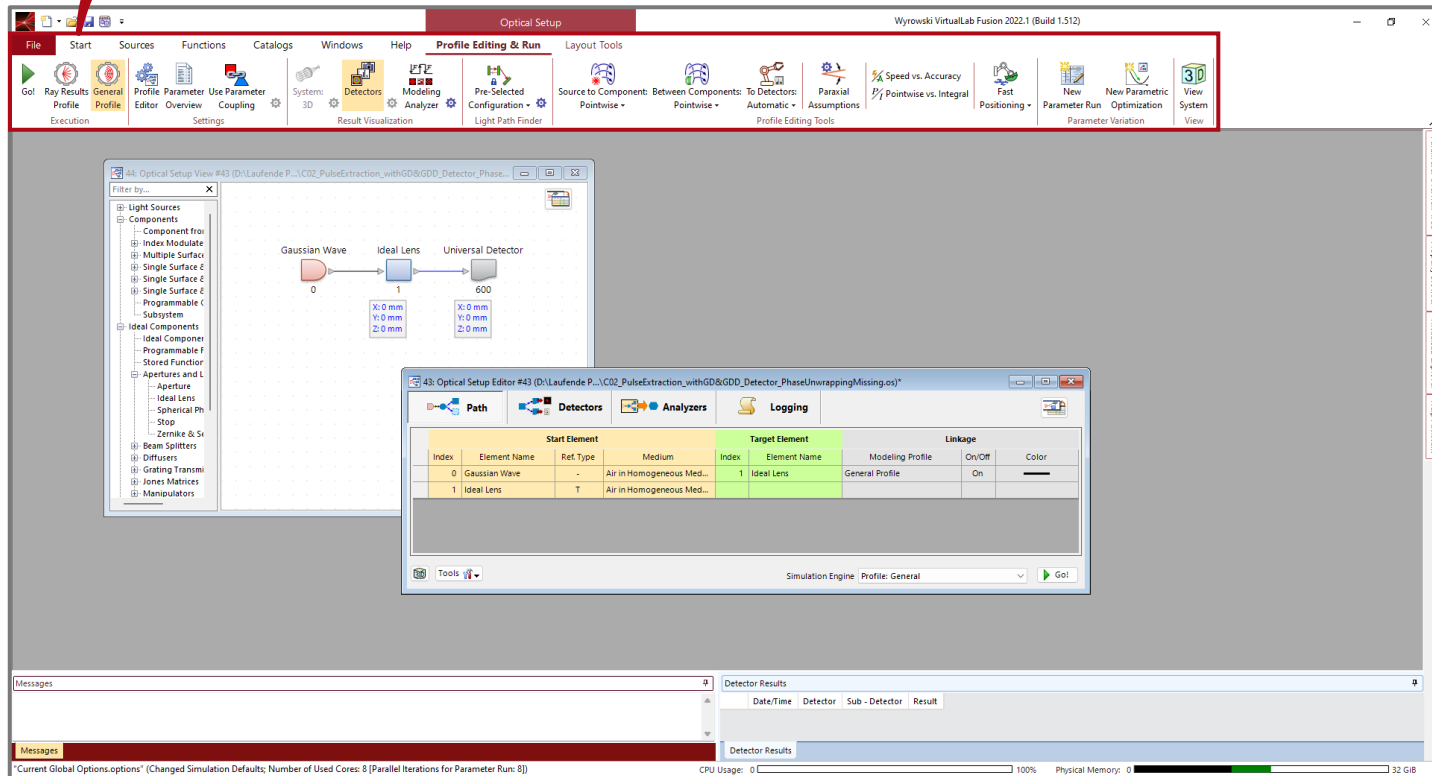 Optical Setup
Wyrowski VirtualLab Fusion 2022.1 (Build 1.512)
File Start Sources Functions Catalogs Windows Help Profile Editing & Run Layout Tools
Go!
Ray Results Profile
General Profile
Execution
Profile Editor
Parameter Overview
Use Parameter Coupling
Settings
System: 3D
Detectors
Modeling Analyzer
Result Visualization
Pre-Selected Configuration
Light Path Finder
Source to Component: Pointwise
Between Components: Pointwise
To Detectors: Automatic
Paraxial Assumptions
Speed vs. Accuracy
Pointwise vs. Integral
Fast Positioning
Profile Editing Tools
New Parameter Run
New Parametric Optimization
Parameter Variation
3D
View System
View
44: Optical Setup View #43 (D:\Laufende P...\C02_PulseExtraction_withGD&GDD_Detector_Phase...
Filter by... X
Light Sources
Components
Component from
Index Modulate
Multiple Surface
Single Surface &
Single Surface &
Single Surface &
Programmable C
Subsystem
Ideal Components
Ideal Componer
Programmable F
Stored Function
Apertures and L
Aperture
Ideal Lens
Spherical Ph
Stop
Zernike & Se
Beam Splitters
Diffusers
Grating Transmi
Jones Matrices
Manipulators
Gaussian Wave Ideal Lens Universal Detector
0 1 600
X: 0 mm X: 0 mm
Y: 0 mm Y: 0 mm
Z: 0 mm Z: 0 mm
43: Optical Setup Editor #43 (D:\Laufende P...\C02_PulseExtraction_withGD&GDD_Detector_PhaseUnwrappingMissing.os)*
Path Detectors Analyzers Logging
Start Element Target Element Linkage
Index Element Name Ref. Type Medium Index Element Name Modeling Profile On/Off Color
0 Gaussian Wave - Air in Homogeneous Med... 1 Ideal Lens General Profile On
1 Ideal Lens T Air in Homogeneous Med...
Tools Simulation Engine Profile: General Go!
Messages
Detector Results
Date/Time Detector Sub - Detector Result
Messages
Detector Results
"Current Global Options.options" (Changed Simulation Defaults; Number of Used Cores: 8 [Parallel Iterations for Parameter Run: 8]) CPU Usage: 0 100% Physical Memory: 0 32 GiB